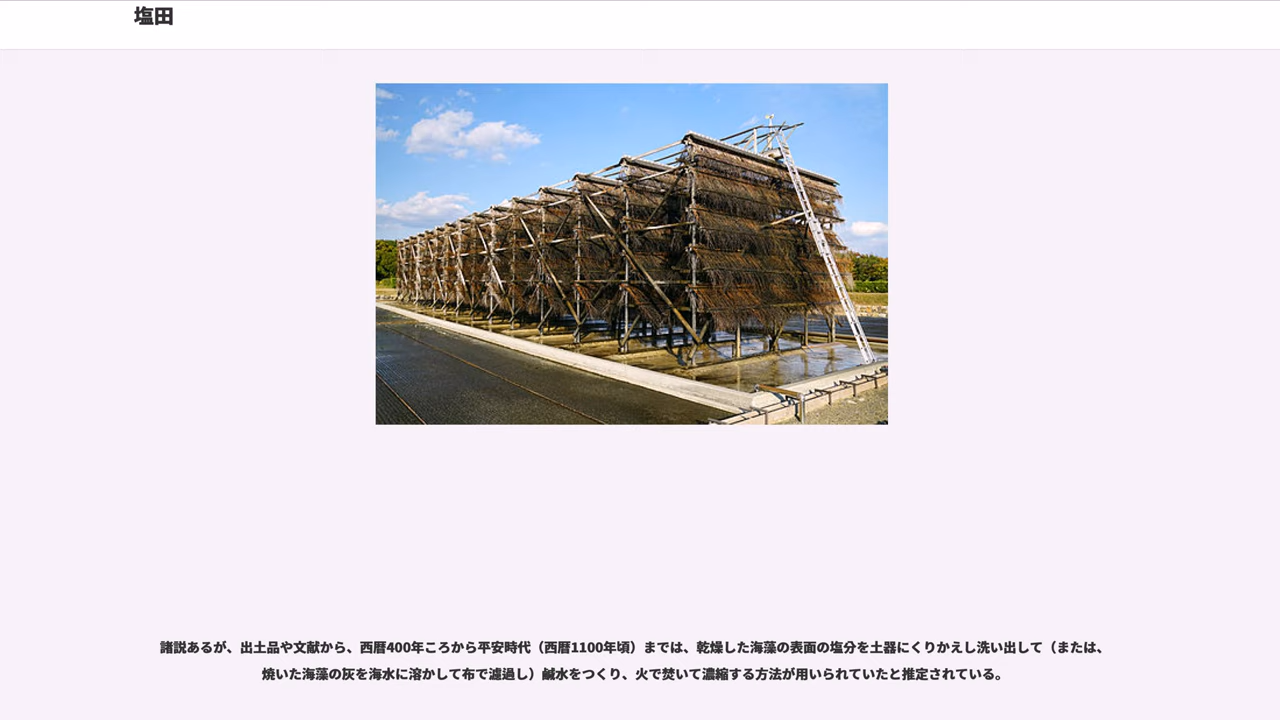 塩田
諸説あるが、出土品や文献から、西暦400年ころから平安時代（西暦1100年頃）までは、乾燥した海藻の表面の塩分を土器にくりかえし洗い出して（または、
焼いた海藻の灰を海水に溶かして布で濾過し）鹹水をつくり、火で焚いて濃縮する方法が用いられていたと推定されている。